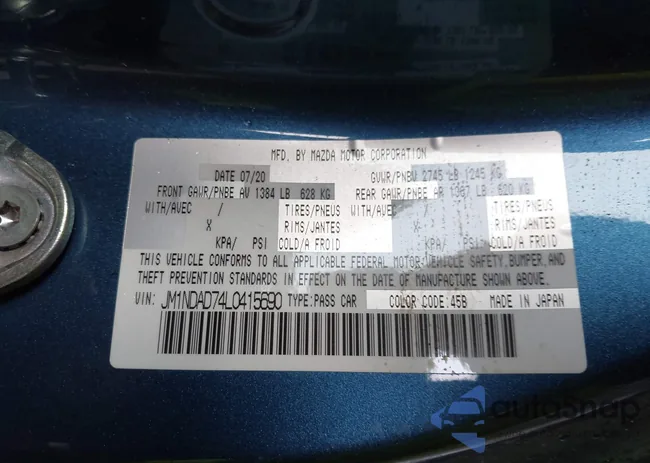 MFD. BY MAZDA MOTOR CORPORATION
DATE 07/20 GVWR/PNBV 2745 LB 1245 KG
FRONT GAWR/PNBE AV 1384 LB 628 KG REAR GAWR/PNBE AR 1367 LB 620 KG
WITH/AVEC / TIRES/PNEUS WITH/AVEC / TIRES/PNEUS
X RIMS/JANTES X RIMS/JANTES
KPA/ PSI COLD/A FROID KPA/ PSI COLD/A FROID
THIS VEHICLE CONFORMS TO ALL APPLICABLE FEDERAL MOTOR VEHICLE SAFETY, BUMPER, AND
THEFT PREVENTION STANDARDS IN EFFECT ON THE DATE OF MANUFACTURE SHOWN ABOVE.
VIN: JM1NDAD74L0415690 TYPE:PASS CAR COLOR CODE:45B MADE IN JAPAN
autoSnap